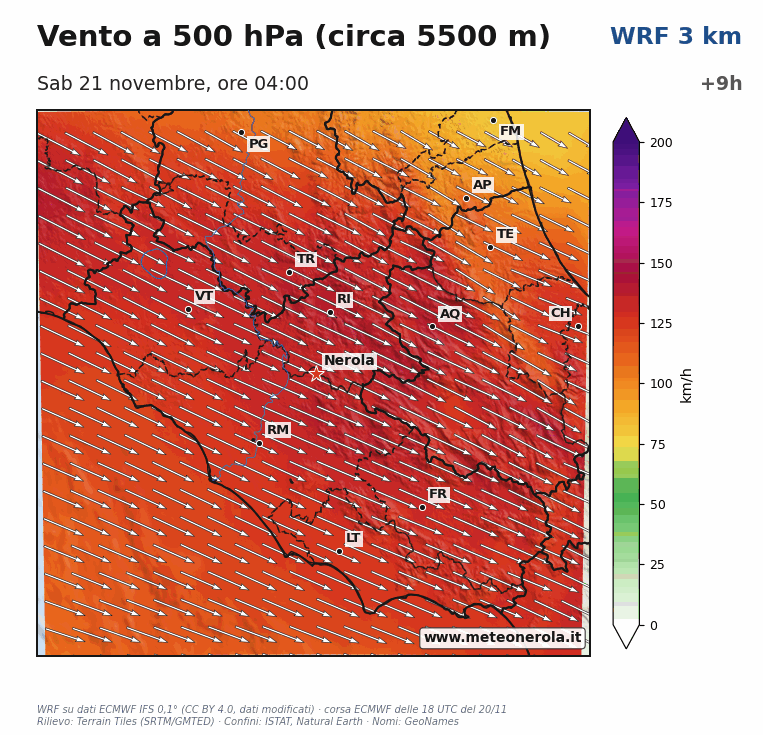 Vento a 500 hPa (circa 5500 m)
WRF 3 km
Sab 21 novembre, ore 04:00
+9h
FM
PG
AP
TE
TR
VT
RI
AQ
CH
Nerola
RM
FR
LT
www.meteonerola.it
200
175
150
125
100
75
50
25
0
km/h
WRF su dati ECMWF IFS 0,1° (CC BY 4.0, dati modificati) · corsa ECMWF delle 18 UTC del 20/11
Rilievo: Terrain Tiles (SRTM/GMTED) · Confini: ISTAT, Natural Earth · Nomi: GeoNames